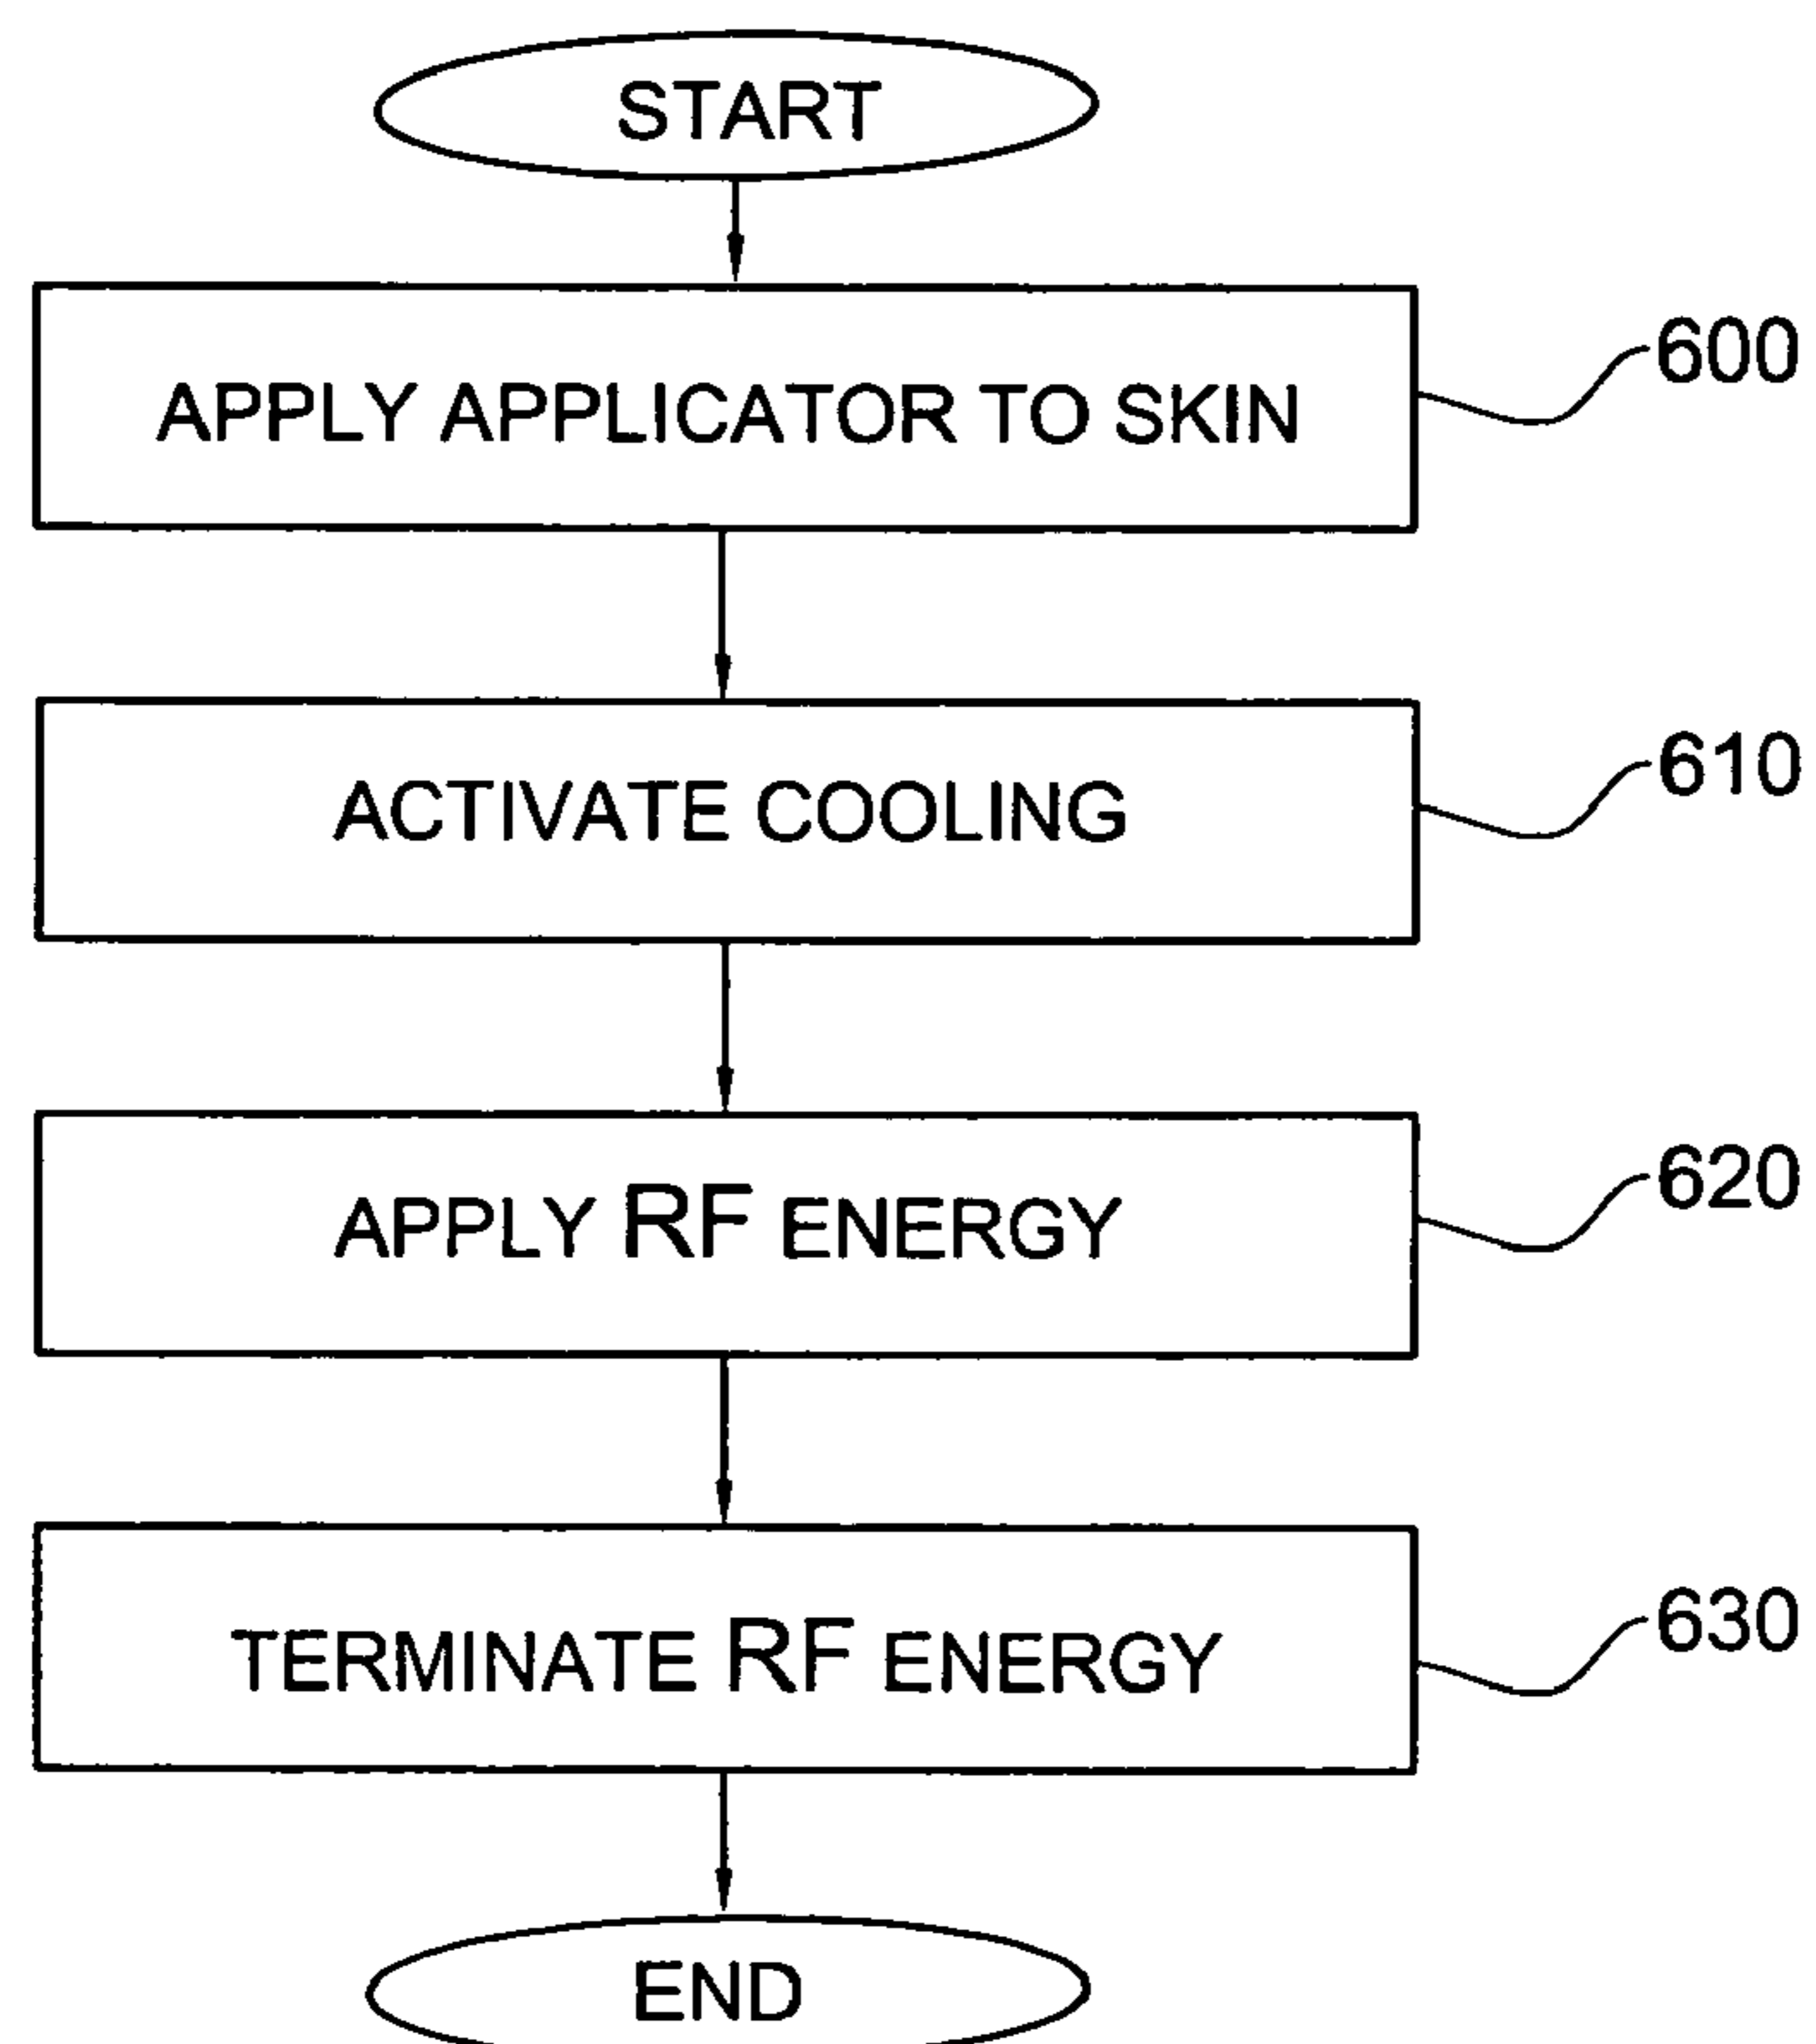 START
APPLY APPLICATOR TO SKIN
600
ACTIVATE COOLING
610
APPLY RF ENERGY
620
TERMINATE RF ENERGY
630
END